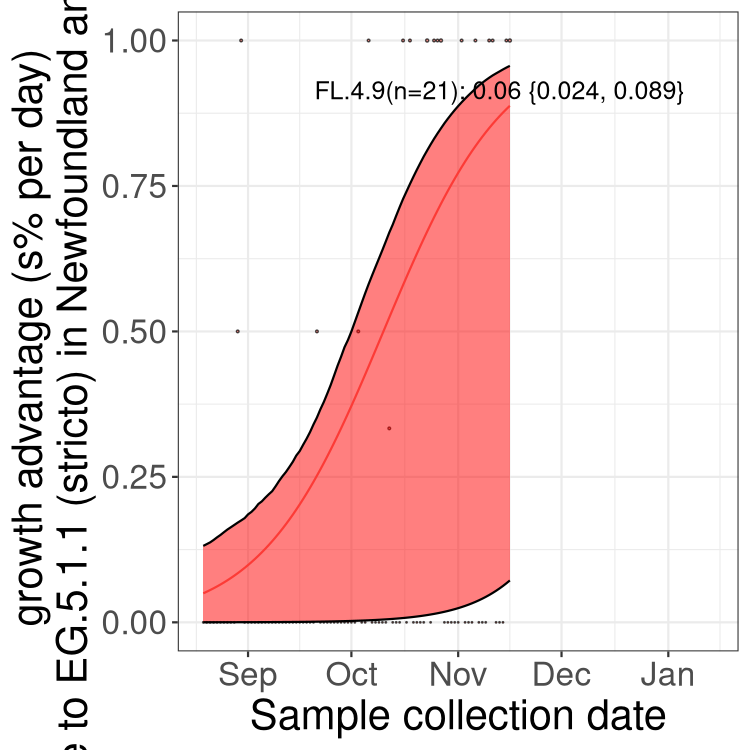 growth advantage (s% per day)
to EG.5.1.1 (stricto) in Newfoundland
1.00
0.75
0.50
0.25
0.00
FL.4.9(n=21): 0.06 {0.024, 0.089}
Sep Oct Nov Dec Jan
Sample collection date